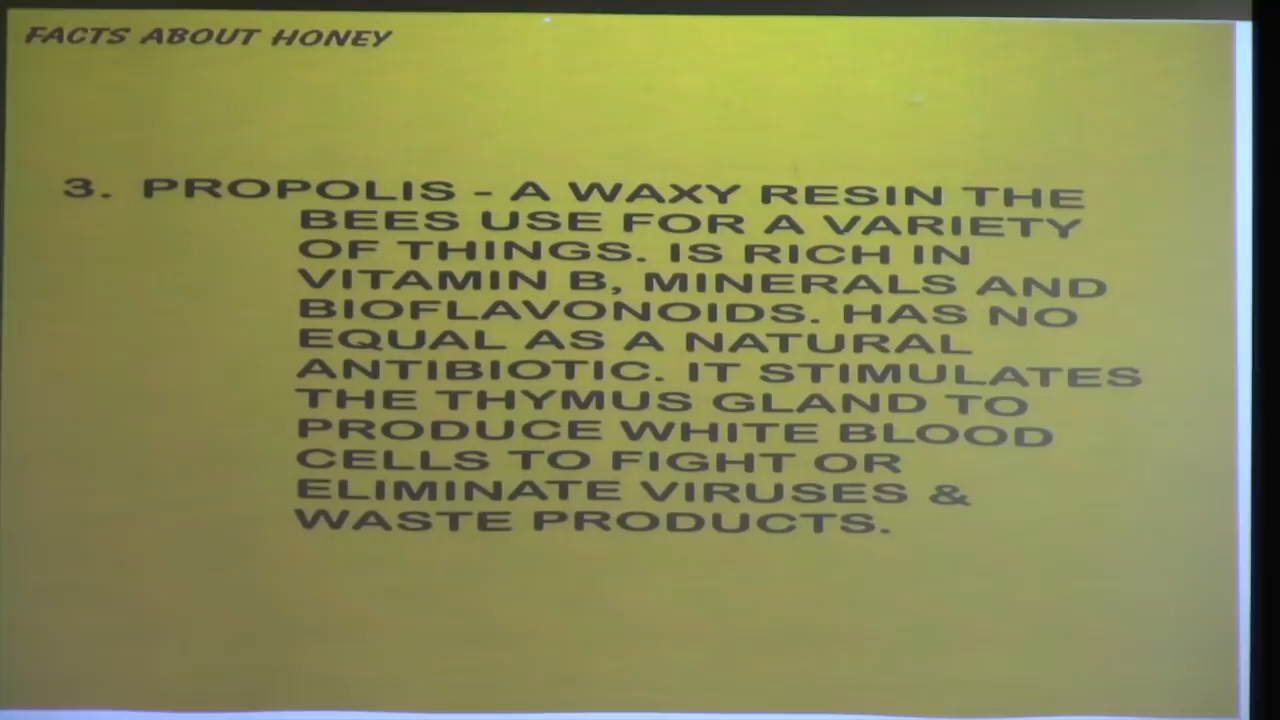 FACTS ABOUT HONEY
3. PROPOLIS - A WAXY RESIN THE
BEES USE FOR A VARIETY
OF THINGS. IS RICH IN
VITAMIN B, MINERALS AND
BIOFLAVONOIDS. HAS NO
EQUAL AS A NATURAL
ANTIBIOTIC. IT STIMULATES
THE THYMUS GLAND TO
PRODUCE WHITE BLOOD
CELLS TO FIGHT OR
ELIMINATE VIRUSES &
WASTE PRODUCTS.